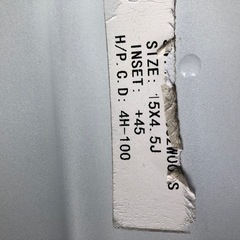 SIZE: 15X4.5J
INSET: +45
H/P.C.D: 4H-100